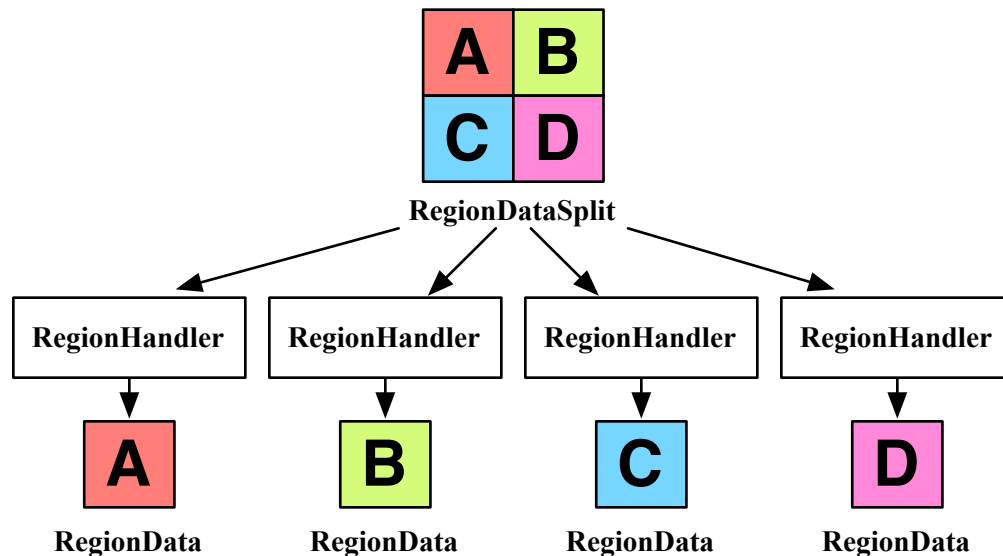 A B
C D
RegionDataSplit
RegionHandler RegionHandler RegionHandler RegionHandler
A B C D
RegionData RegionData RegionData RegionData